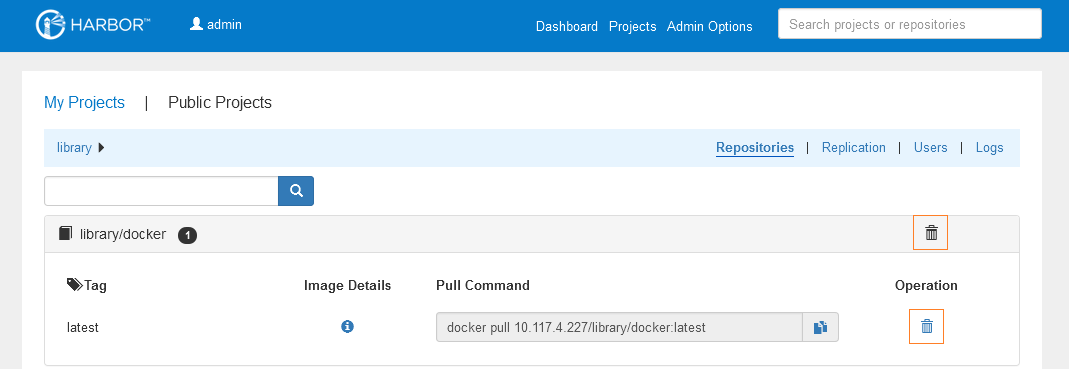 HARBOR™ admin Dashboard Projects Admin Options Search projects or repositories
My Projects | Public Projects
library Repositories | Replication | Users | Logs
library/docker 1
Tag Image Details Pull Command Operation
latest docker pull 10.117.4.227/library/docker:latest